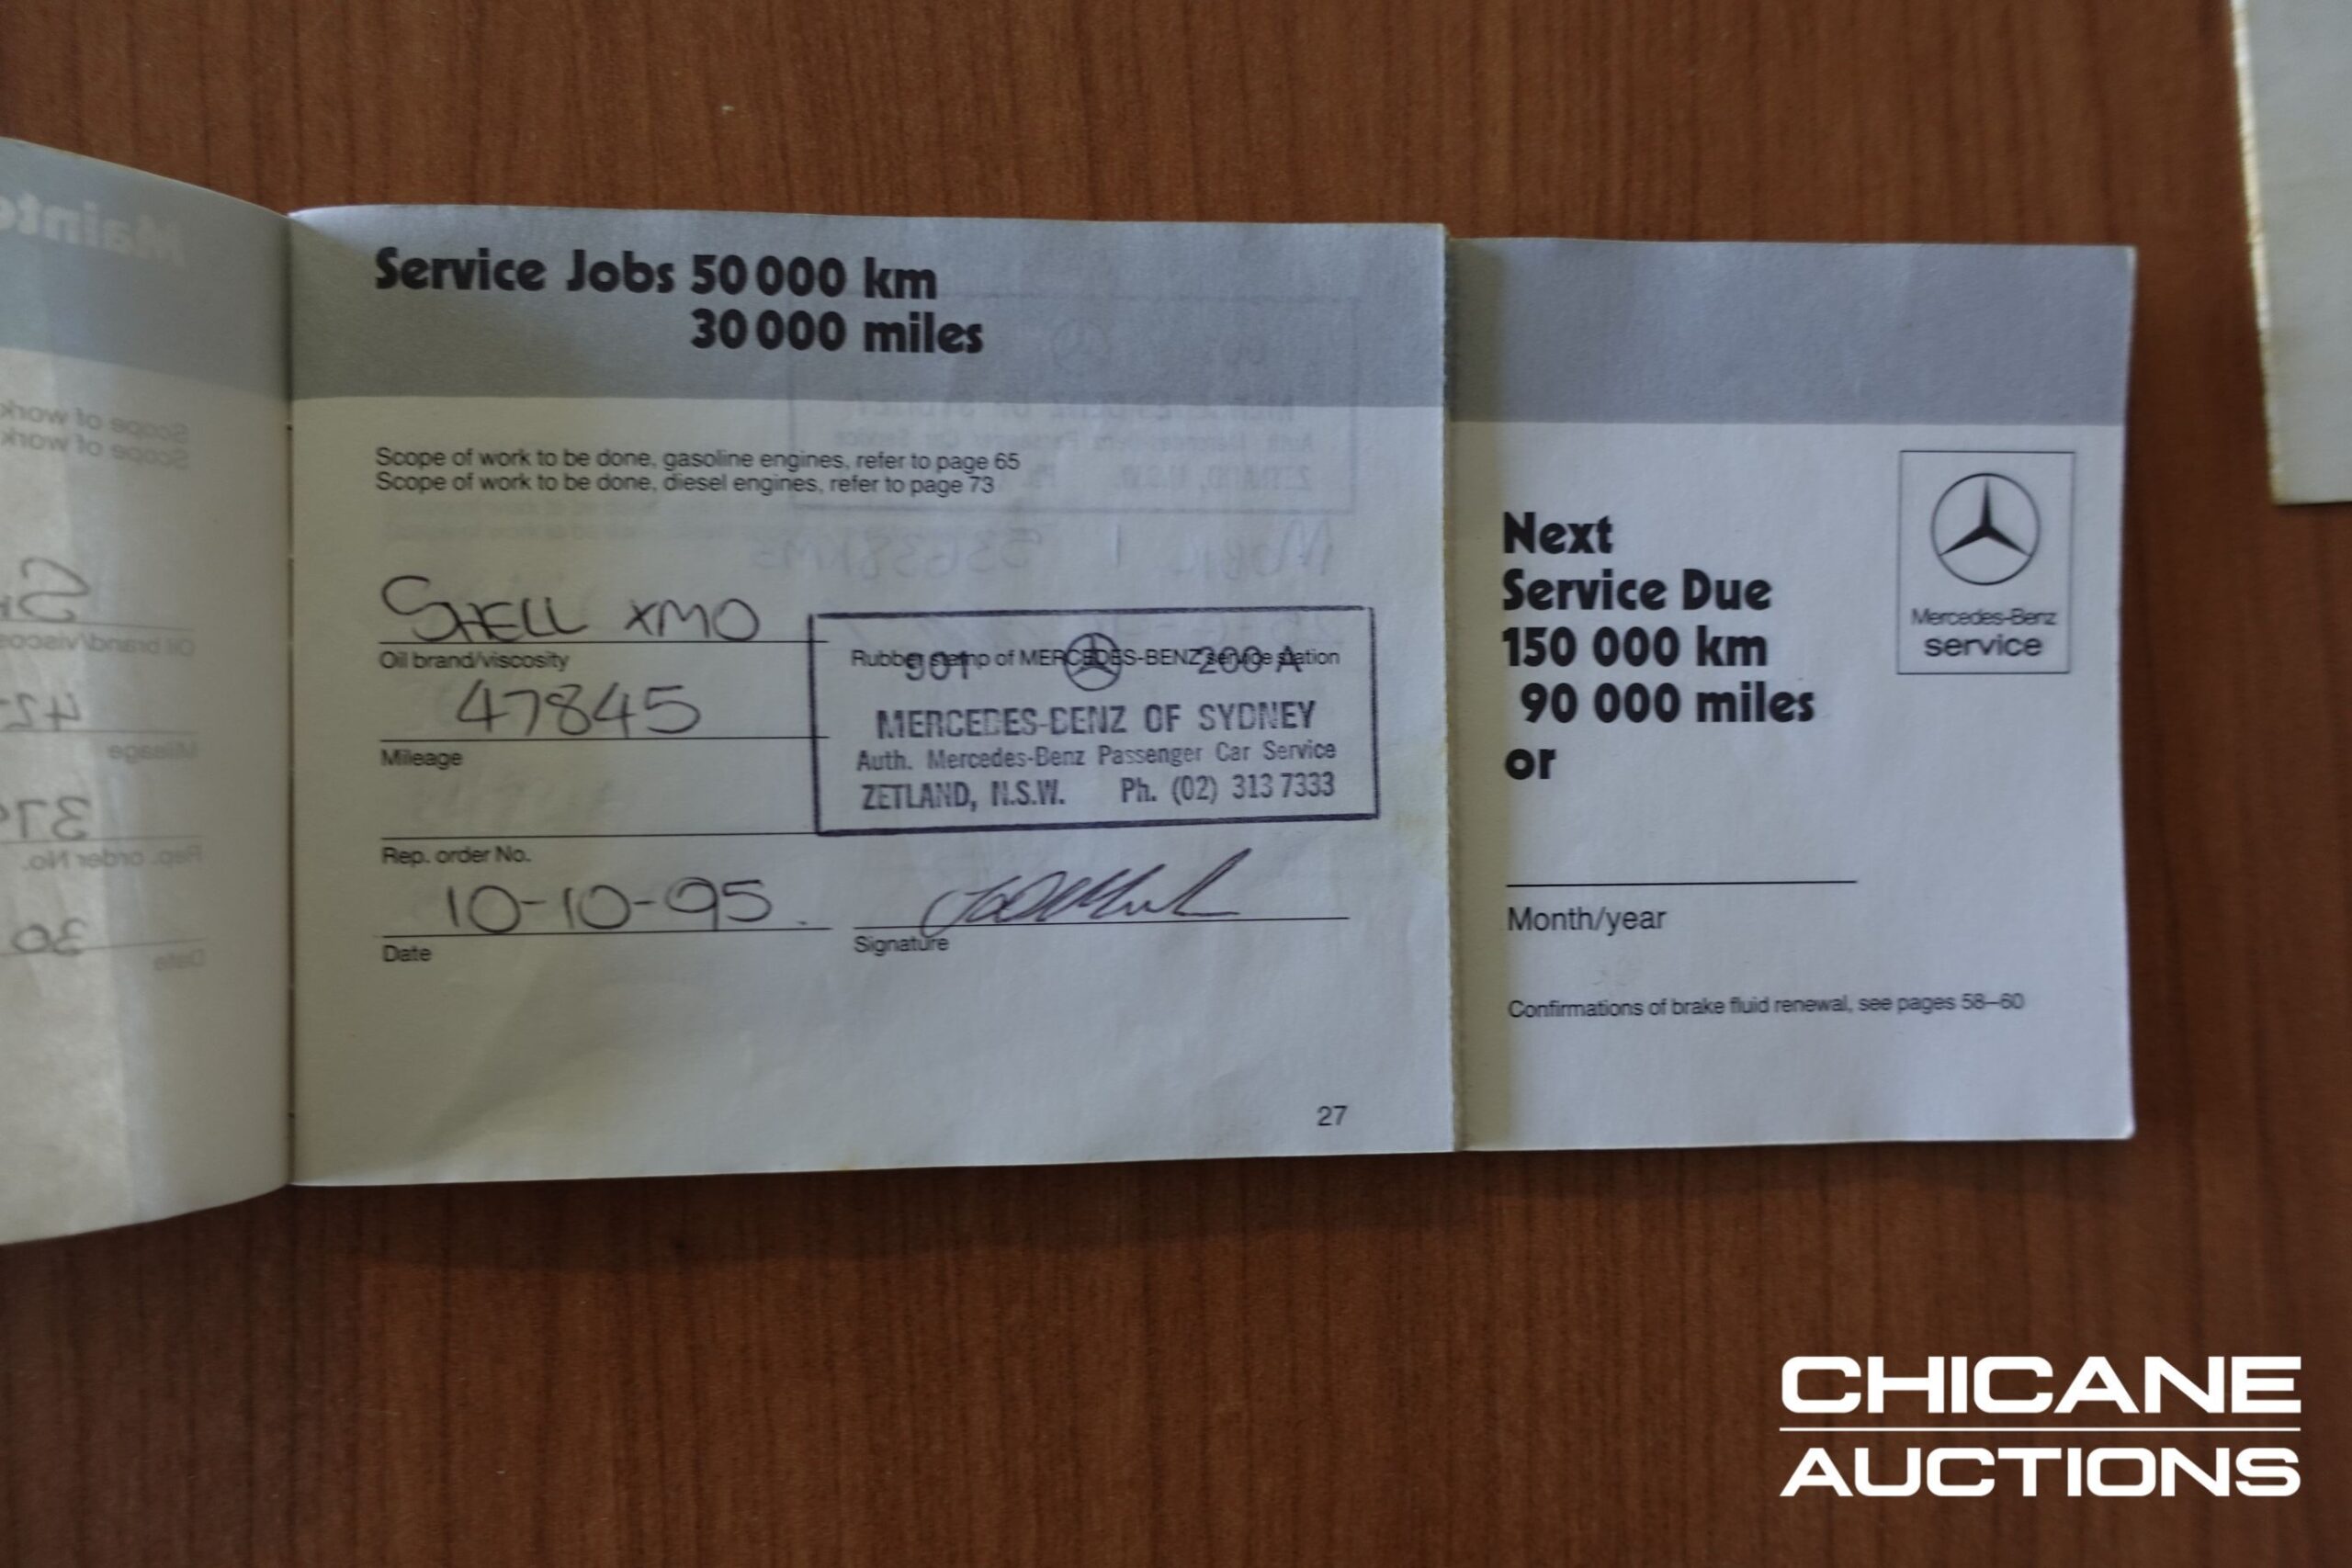 Service Jobs 50 000 km
30 000 miles
Scope of work to be done, gasoline engines, refer to page 65
Scope of work to be done, diesel engines, refer to page 73
SHELL XMO
Oil brand/viscosity
47845
Mileage
Rep. order No.
10-10-95.
Date
Rubber stamp of MERCEDES-BENZ service station
901 200 A
MERCEDES-BENZ OF SYDNEY
Auth. Mercedes-Benz Passenger Car Service
ZETLAND, N.S.W. Ph. (02) 313 7333
Signature
27
Next
Service Due
150 000 km
90 000 miles
or
Month/year
Confirmations of brake fluid renewal, see pages 58–60
Mercedes-Benz
service
CHICANE
AUCTIONS